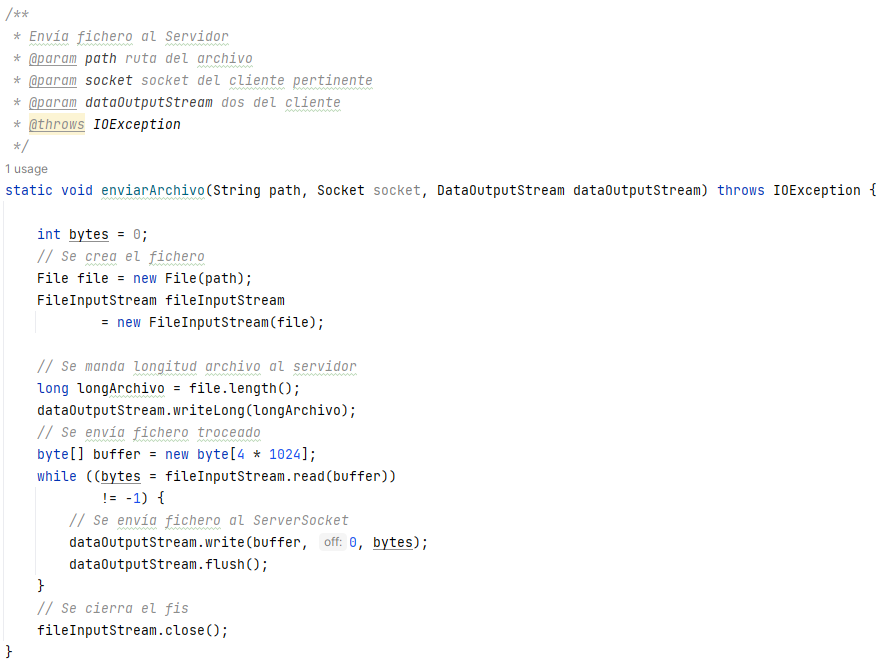 /**
 * Envía fichero al Servidor
 * @param path ruta del archivo
 * @param socket socket del cliente pertinente
 * @param dataOutputStream dos del cliente
 * @throws IOException
 */
1 usage
static void enviarArchivo(String path, Socket socket, DataOutputStream dataOutputStream) throws IOException {
    int bytes = 0;
    // Se crea el fichero
    File file = new File(path);
    FileInputStream fileInputStream
            = new FileInputStream(file);
    // Se manda longitud archivo al servidor
    long longArchivo = file.length();
    dataOutputStream.writeLong(longArchivo);
    // Se envía fichero troceado
    byte[] buffer = new byte[4 * 1024];
    while ((bytes = fileInputStream.read(buffer))
            != -1) {
        // Se envía fichero al ServerSocket
        dataOutputStream.write(buffer, off: 0, bytes);
        dataOutputStream.flush();
    }
    // Se cierra el fis
    fileInputStream.close();
}